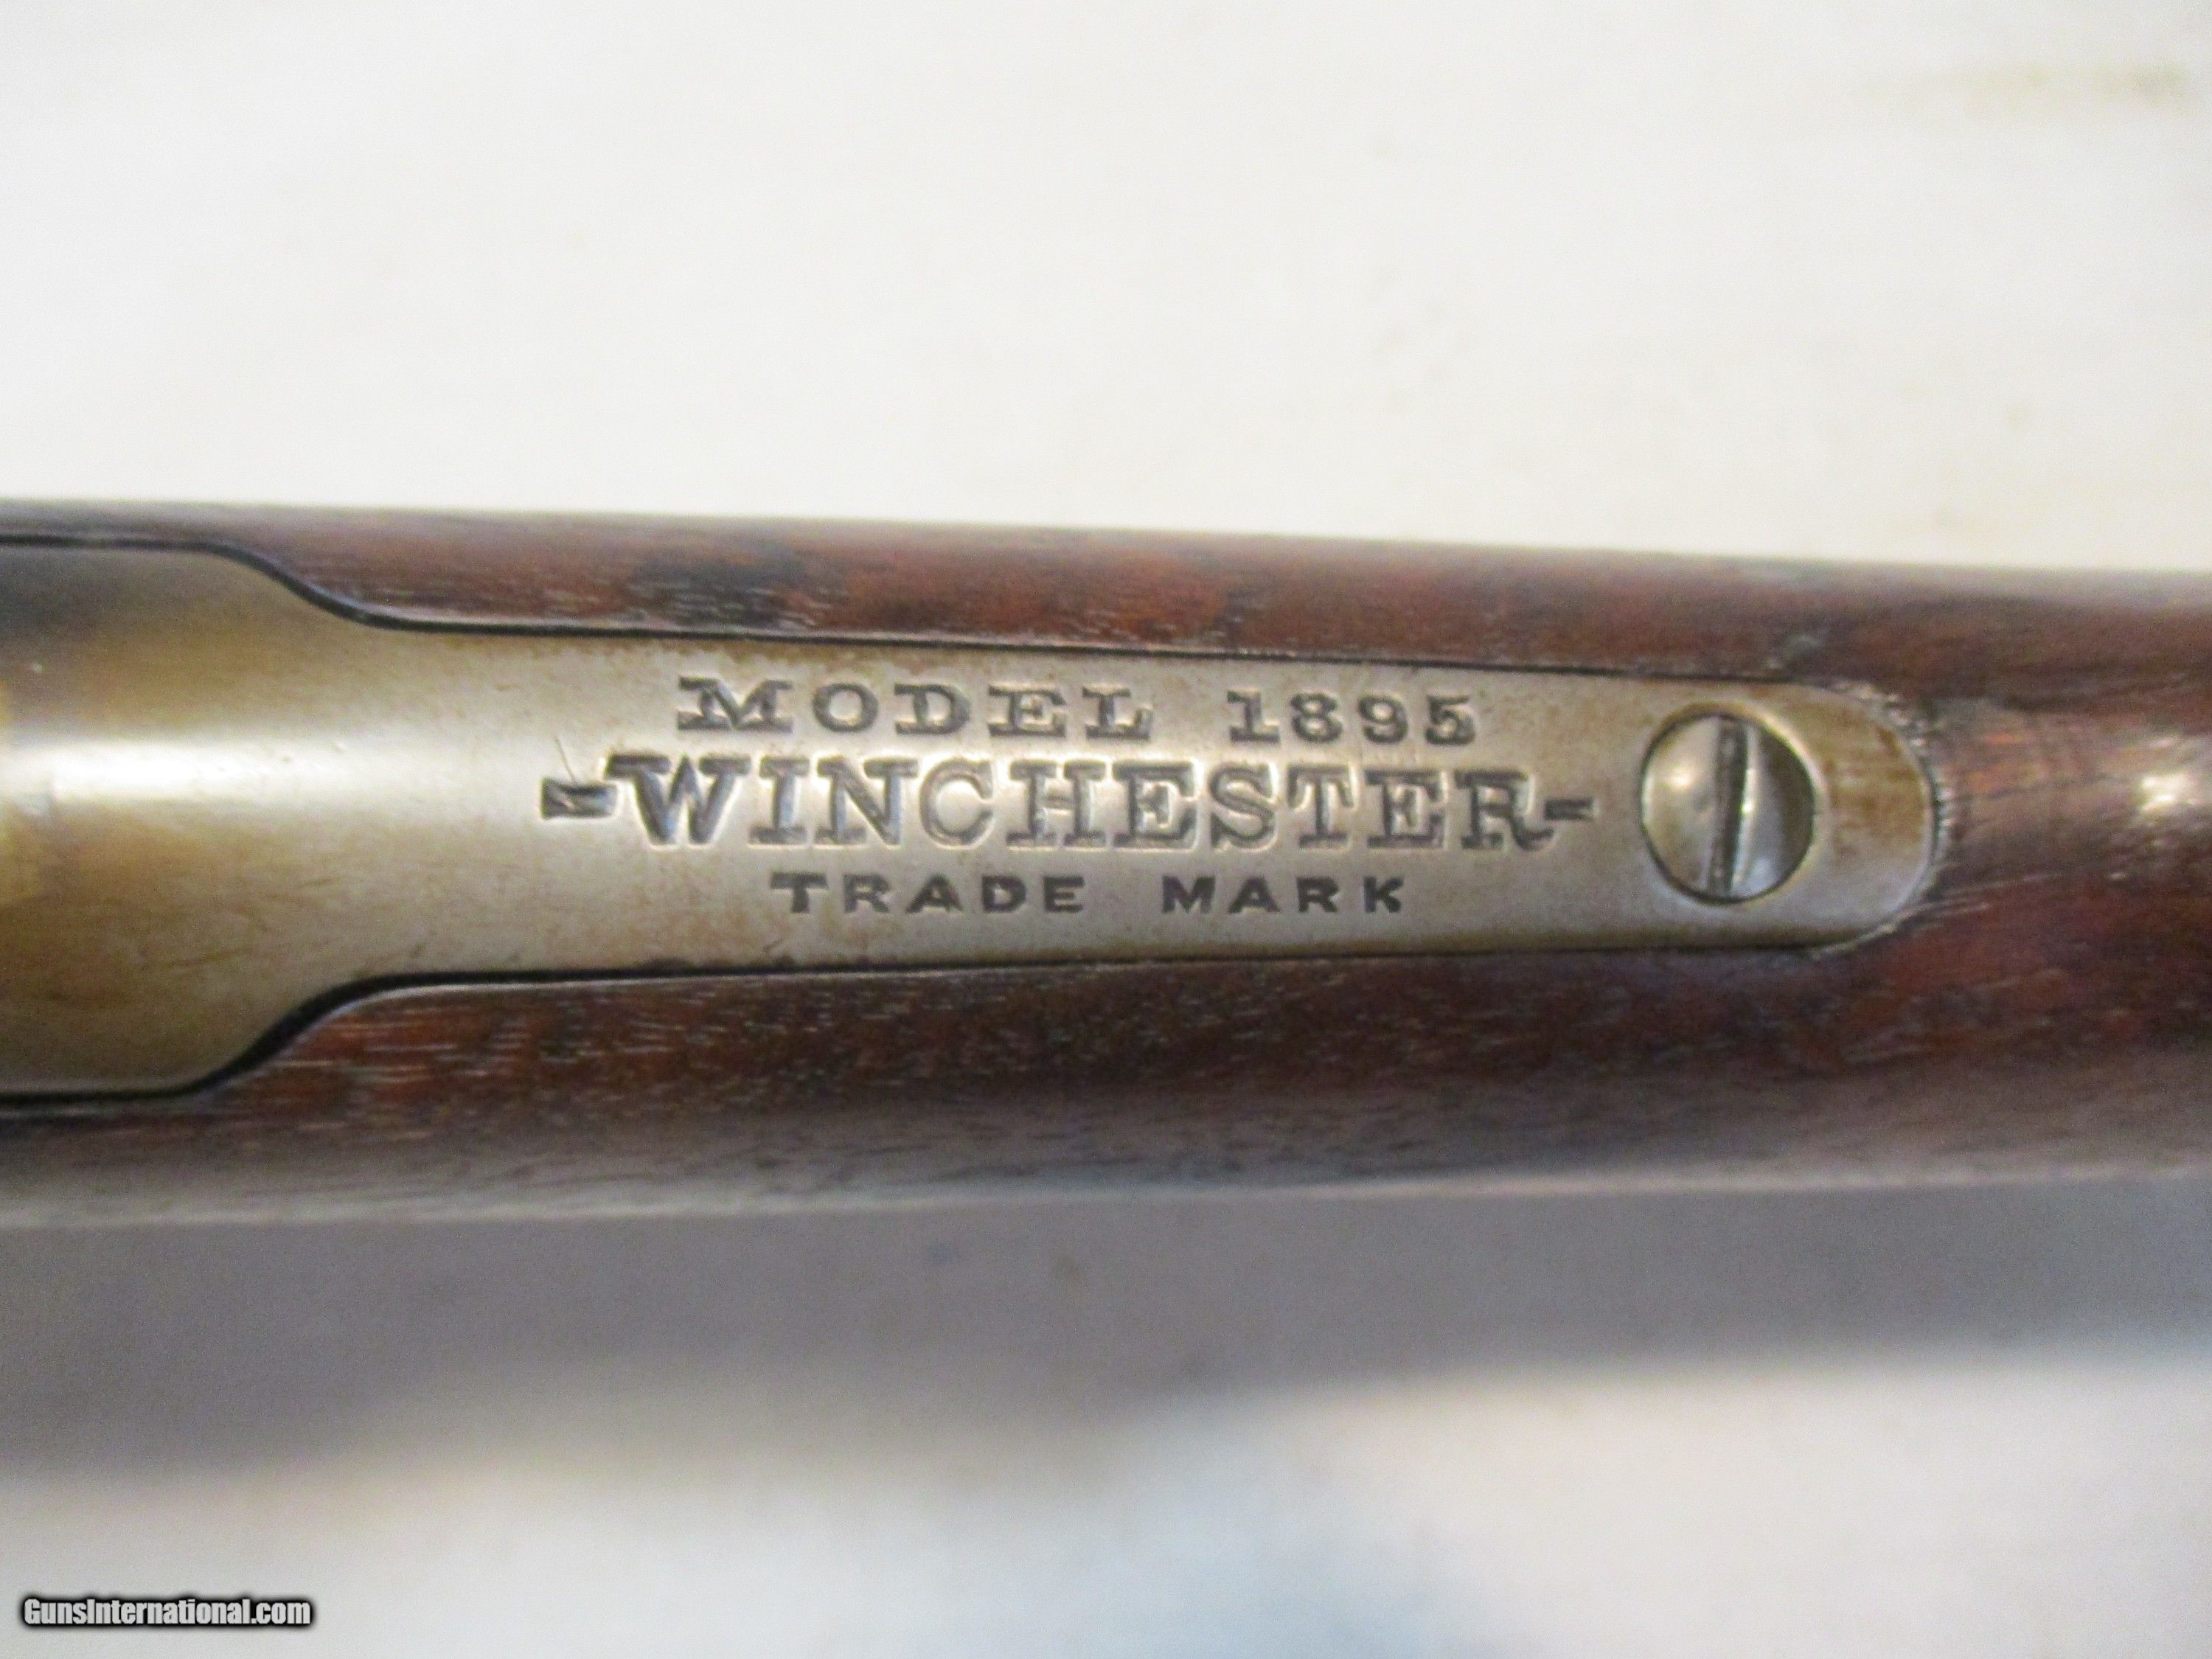 MODEL 1895
-WINCHESTER-
TRADE MARK
GunsInternational.com